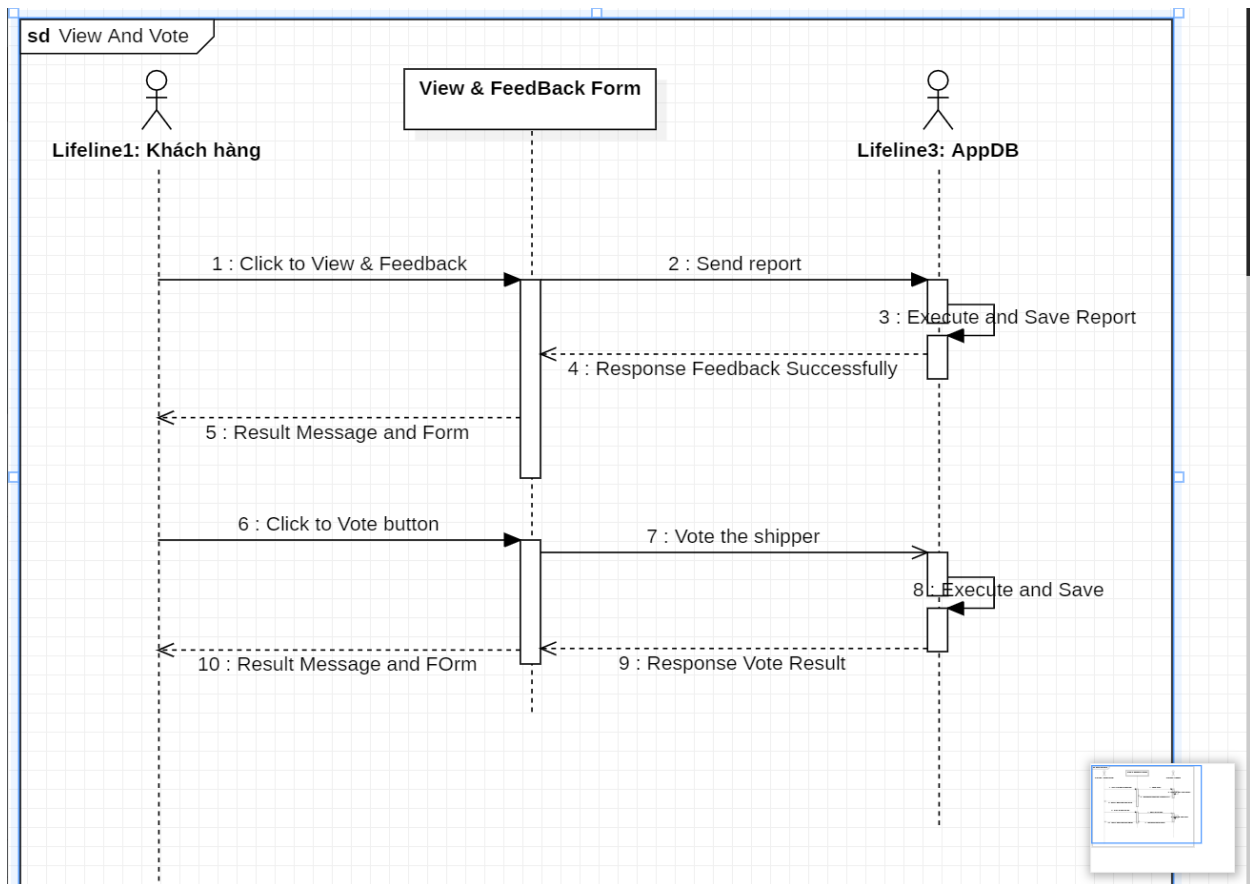 sd View And Vote
View & FeedBack Form
Lifeline1: Khách hàng
Lifeline3: AppDB
1 : Click to View & Feedback
2 : Send report
3 : Execute and Save Report
4 : Response Feedback Successfully
5 : Result Message and Form
6 : Click to Vote button
7 : Vote the shipper
8 : Execute and Save
9 : Response Vote Result
10 : Result Message and FOrm